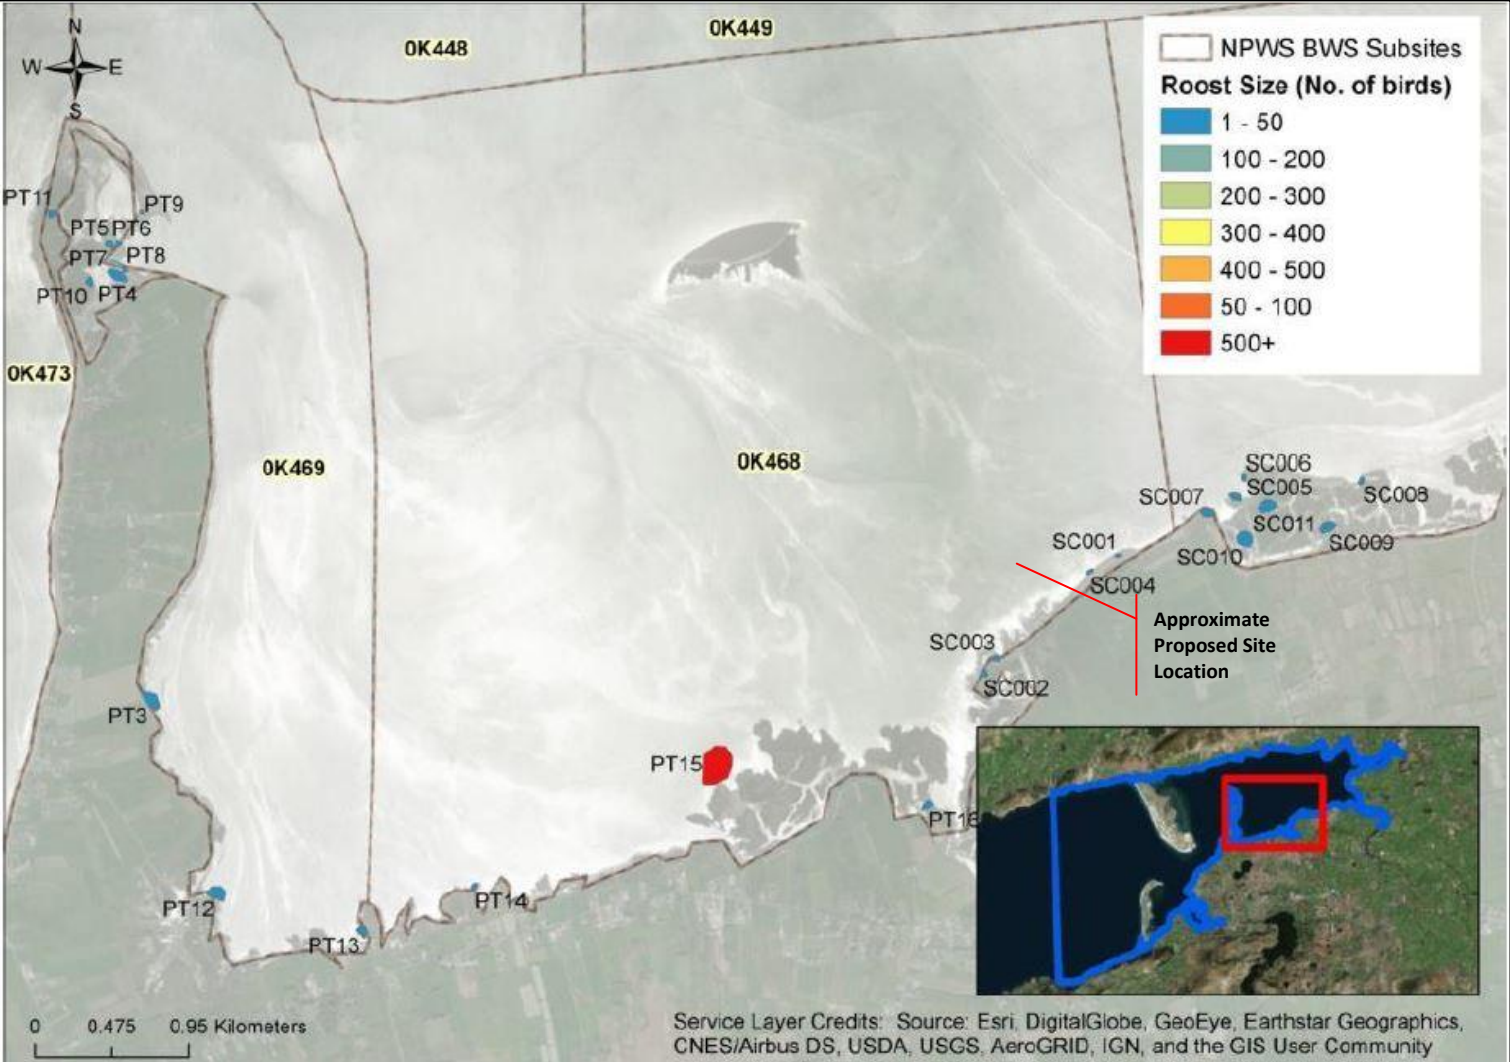 N
W E
S
0K448
0K449
NPWS BWS Subsites
Roost Size (No. of birds)
1 - 50
100 - 200
200 - 300
300 - 400
400 - 500
50 - 100
500+
PT11
PT9
PT5 PT6
PT7 PT8
PT10 PT4
0K473
0K469
0K468
SC006
SC005
SC008
SC007
SC011
SC009
SC010
SC001
SC004
Approximate
Proposed Site
Location
SC003
SC002
PT3
PT15
PT16
PT12
PT14
PT13
0 0.475 0.95 Kilometers
Service Layer Credits: Source: Esri, DigitalGlobe, GeoEye, Earthstar Geographics,
CNES/Airbus DS, USDA, USGS, AeroGRID, IGN, and the GIS User Community